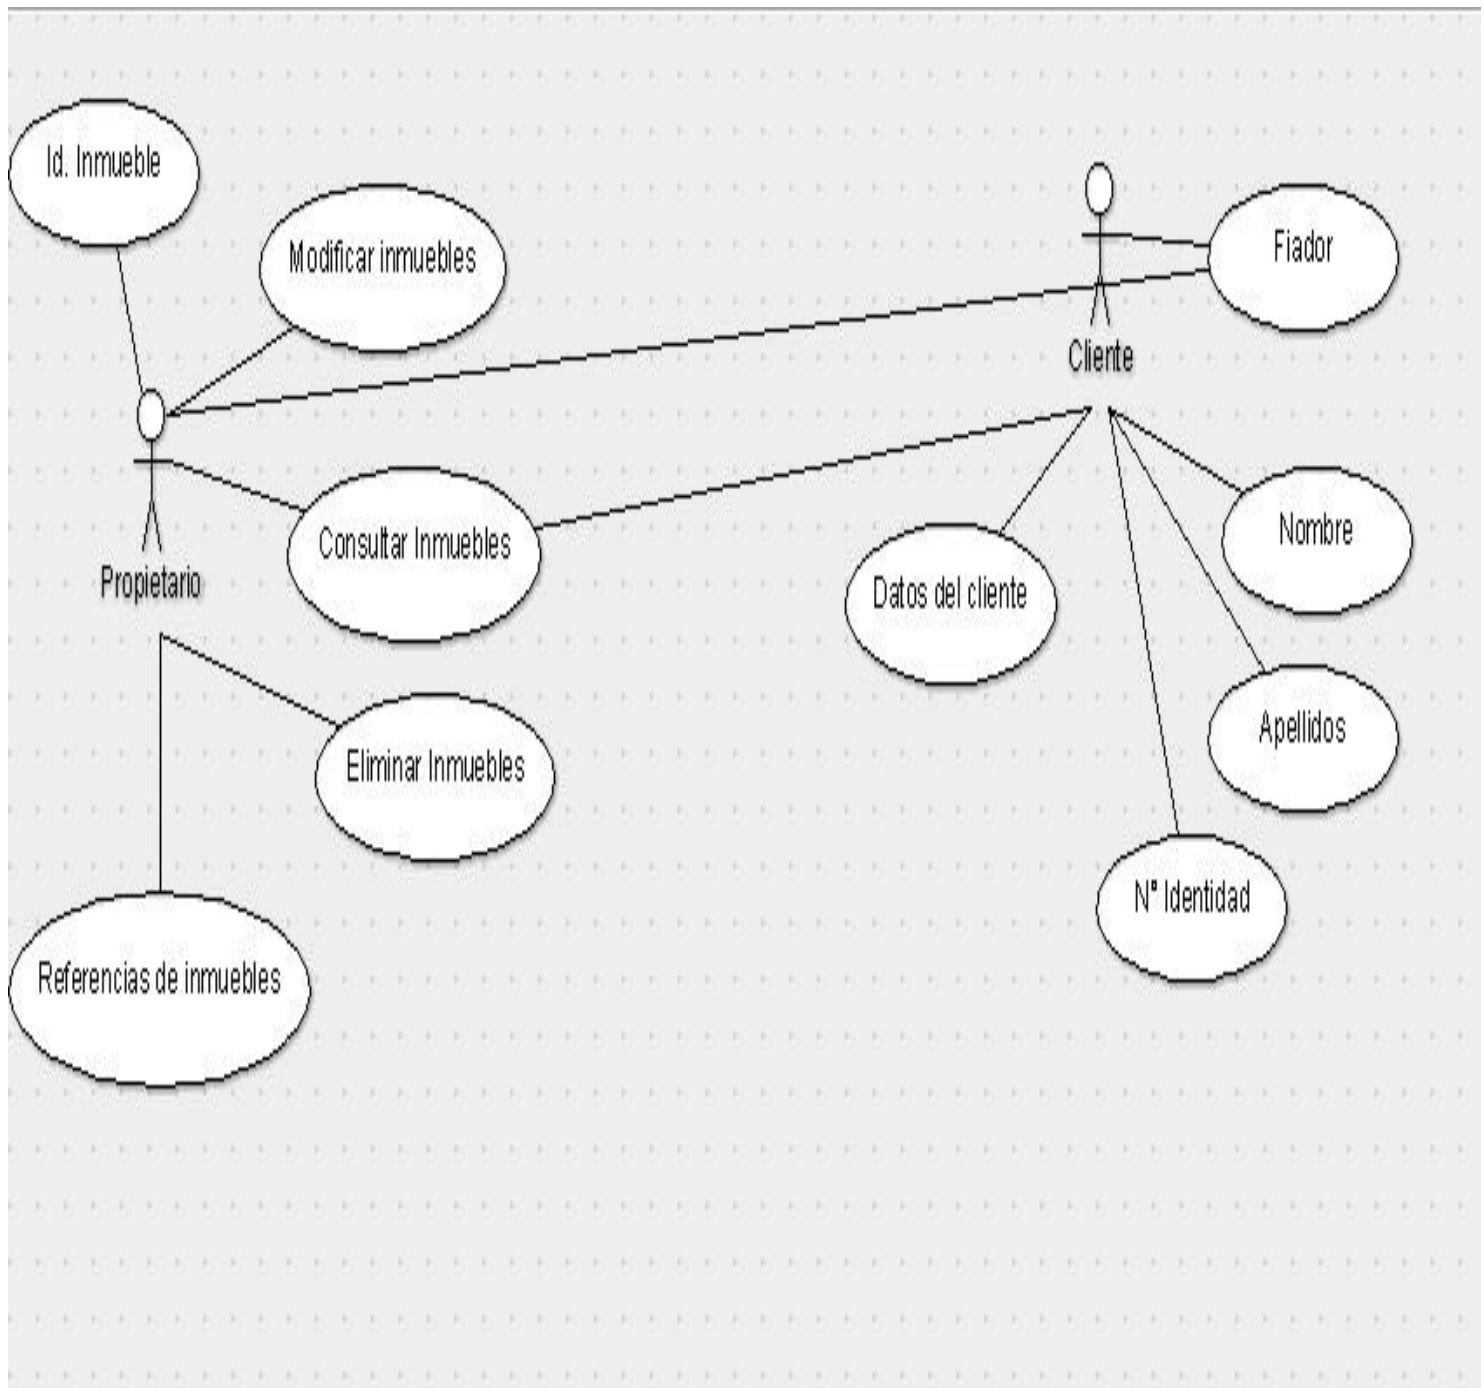 Id. Inmueble
Modificar inmuebles
Fiador
Cliente
Consultar Inmuebles
Nombre
Propietario
Datos del cliente
Apellidos
Eliminar Inmuebles
Nº Identidad
Referencias de inmuebles